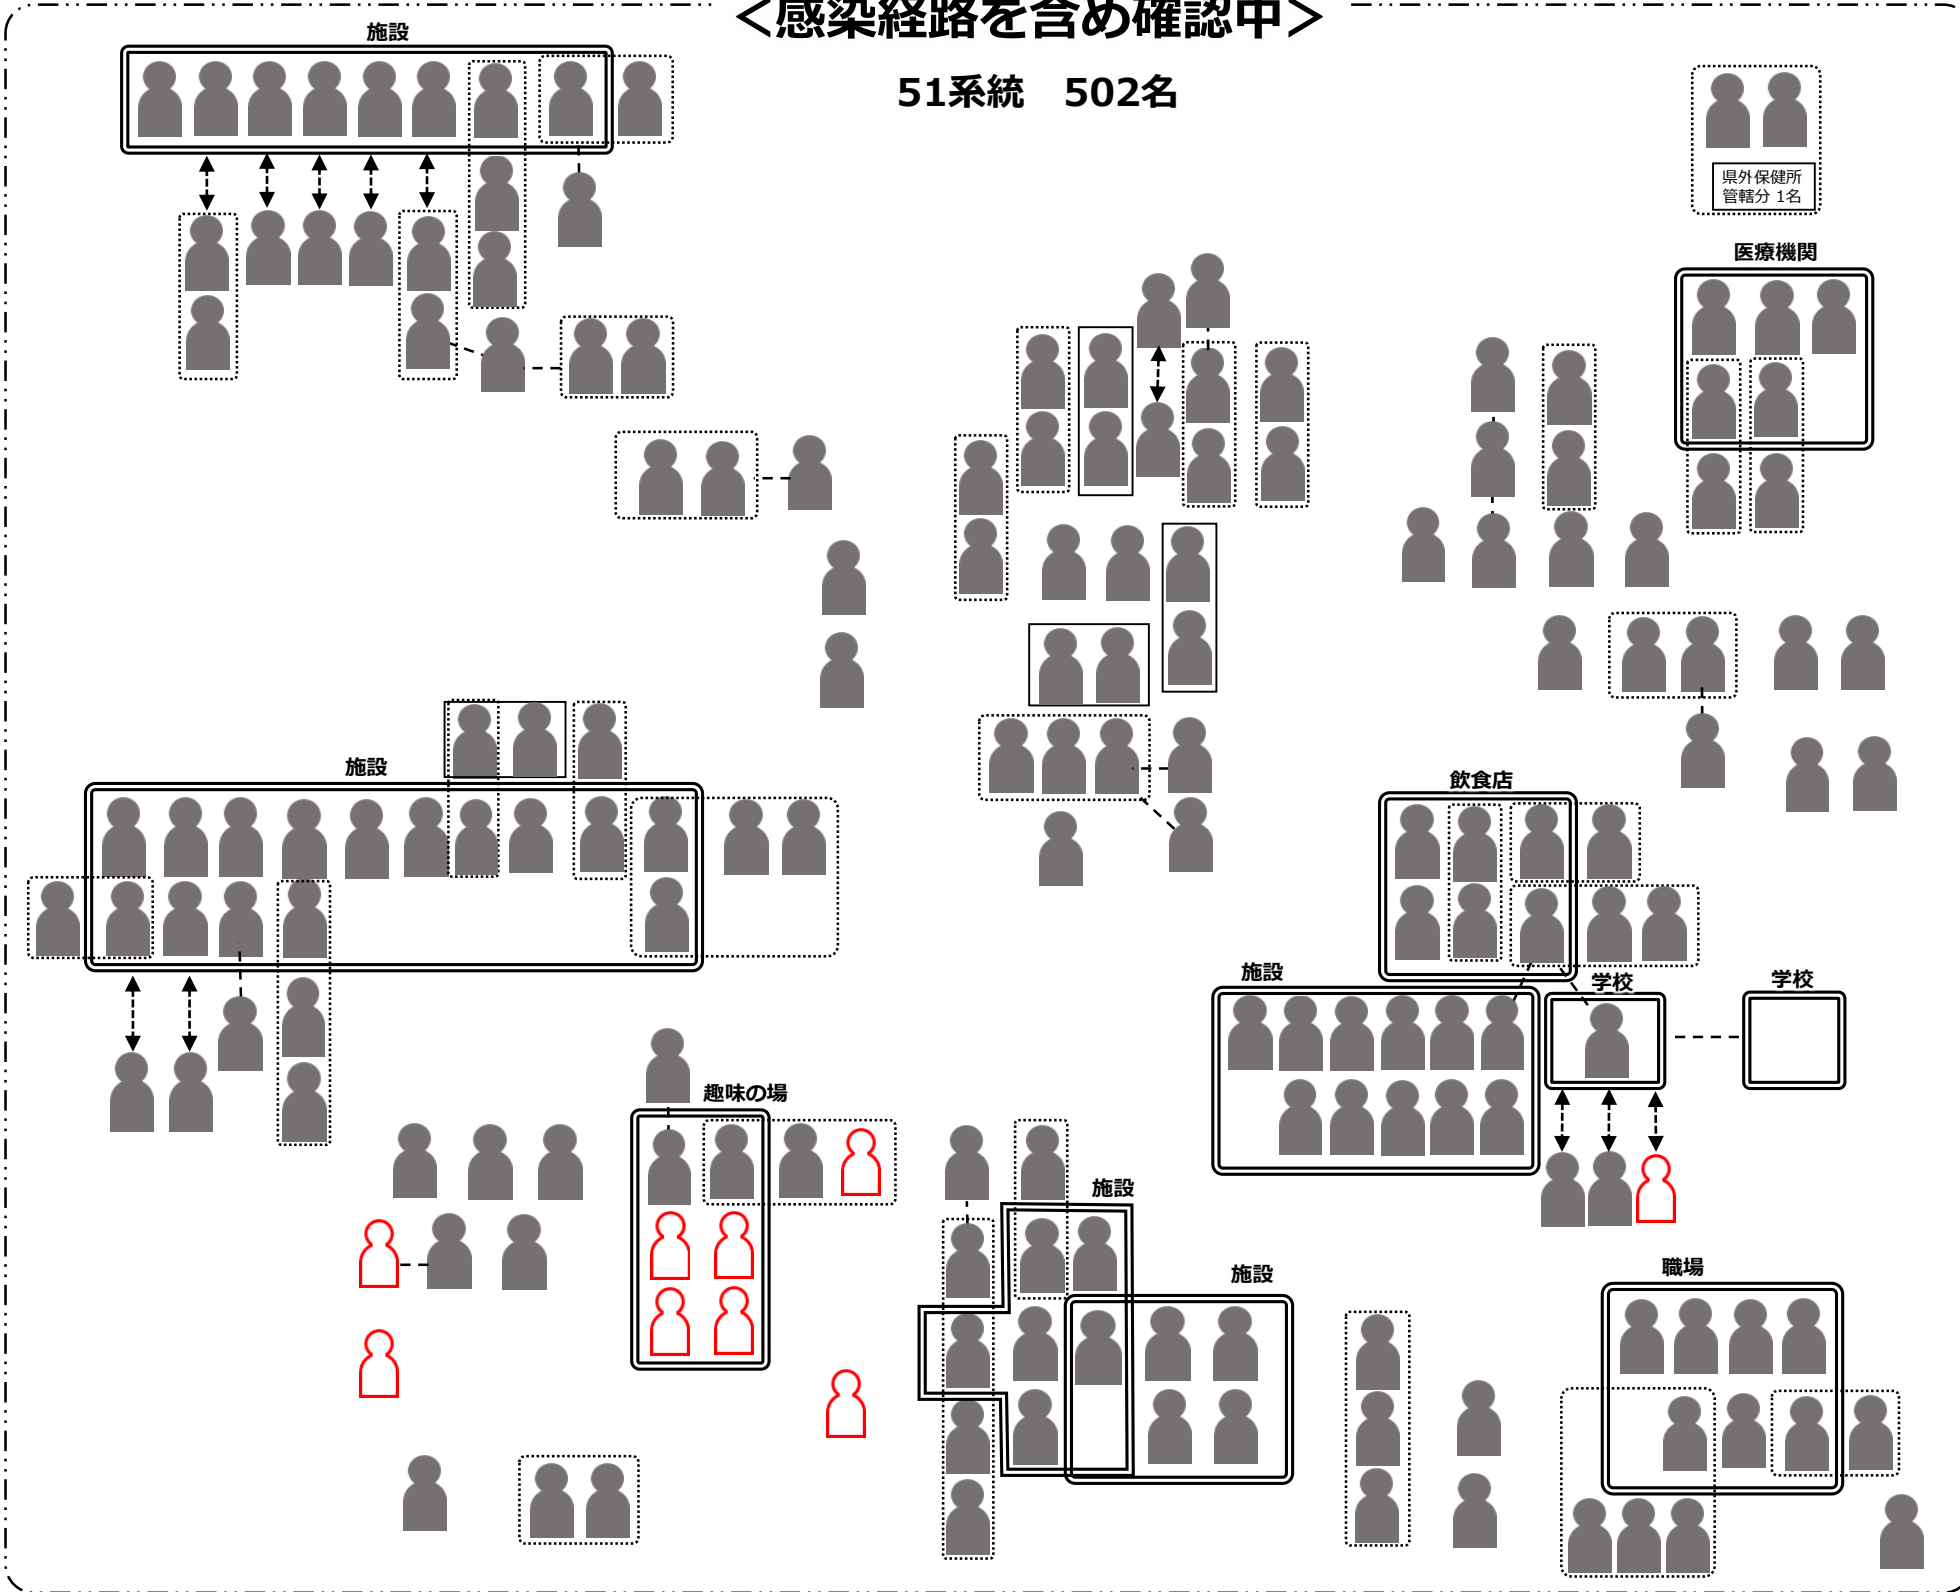 ＜感染経路を含め確認中＞
51系統　502名
施設
県外保健所
管轄分 1名
医療機関
施設
飲食店
施設
学校
学校
趣味の場
施設
施設
職場